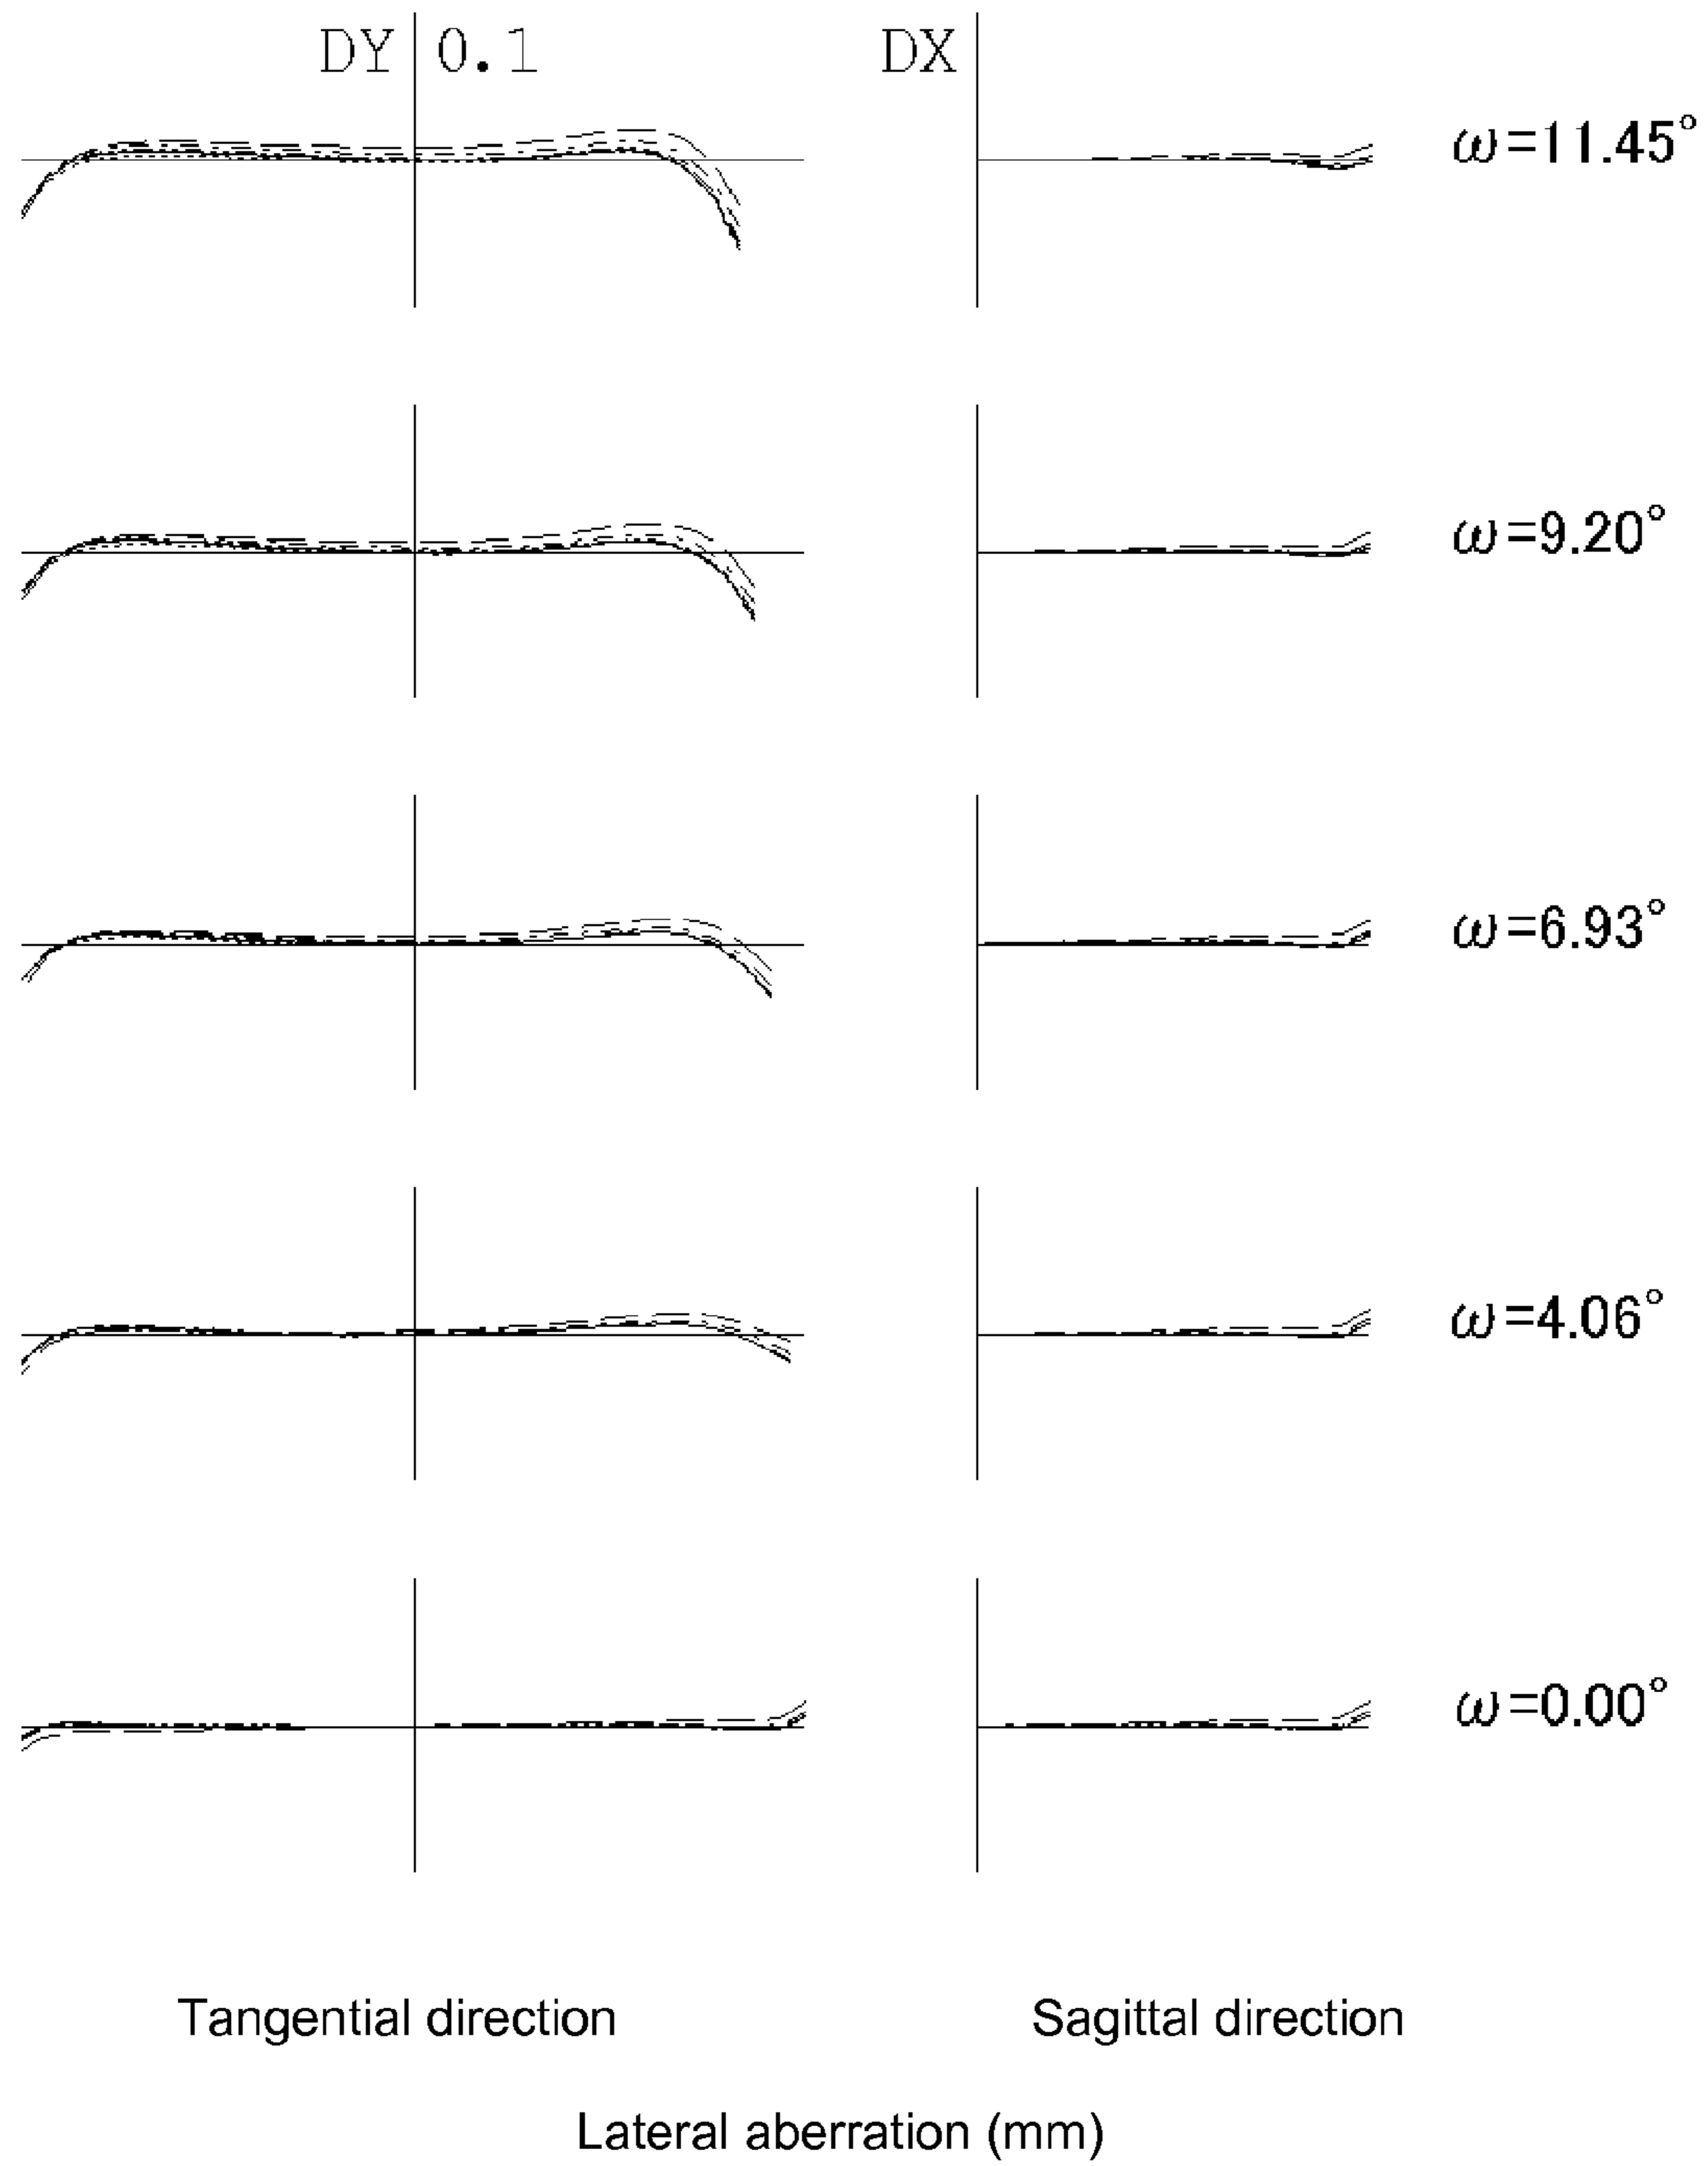 DY 0.1 DX
ω=11.45°
ω=9.20°
ω=6.93°
ω=4.06°
ω=0.00°
Tangential direction Sagittal direction
Lateral aberration (mm)